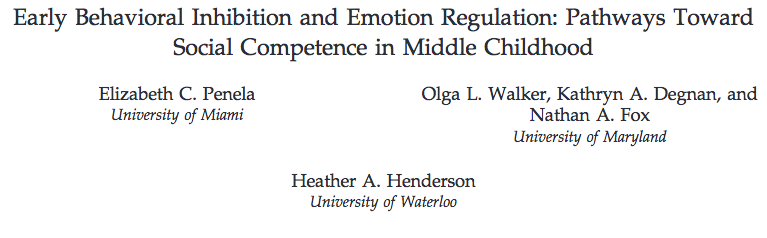 Early Behavioral Inhibition and Emotion Regulation: Pathways Toward
Social Competence in Middle Childhood
Elizabeth C. Penela
University of Miami
Olga L. Walker, Kathryn A. Degnan, and
Nathan A. Fox
University of Maryland
Heather A. Henderson
University of Waterloo